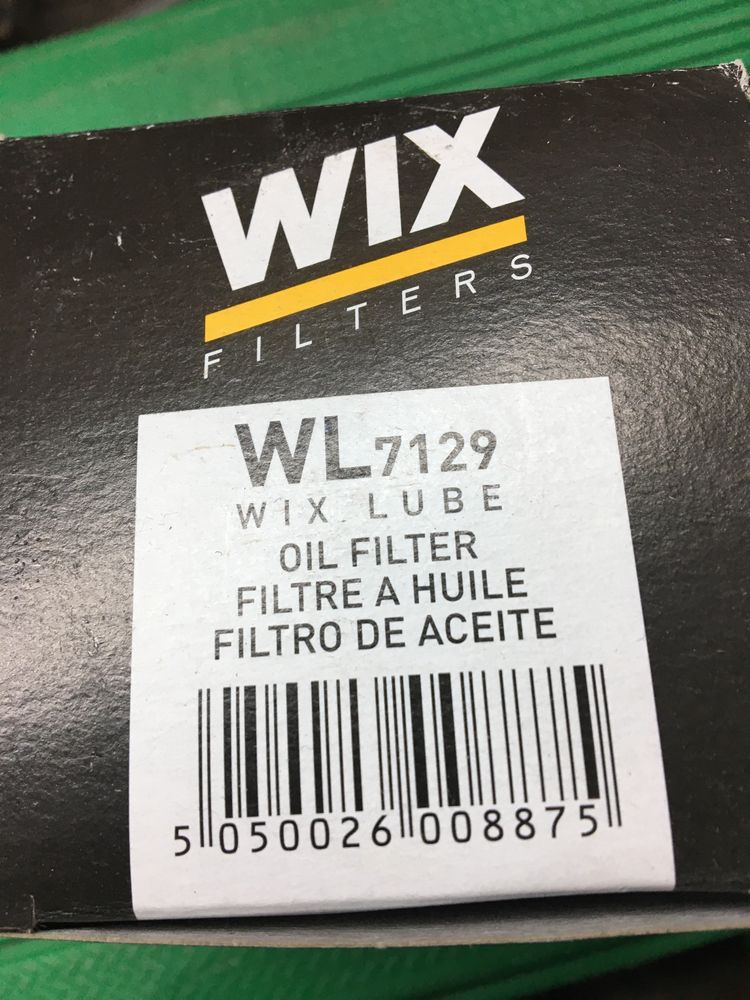 WIX
FILTERS
WL7129
WIX LUBE
OIL FILTER
FILTRE A HUILE
FILTRO DE ACEITE
5 050026 008875